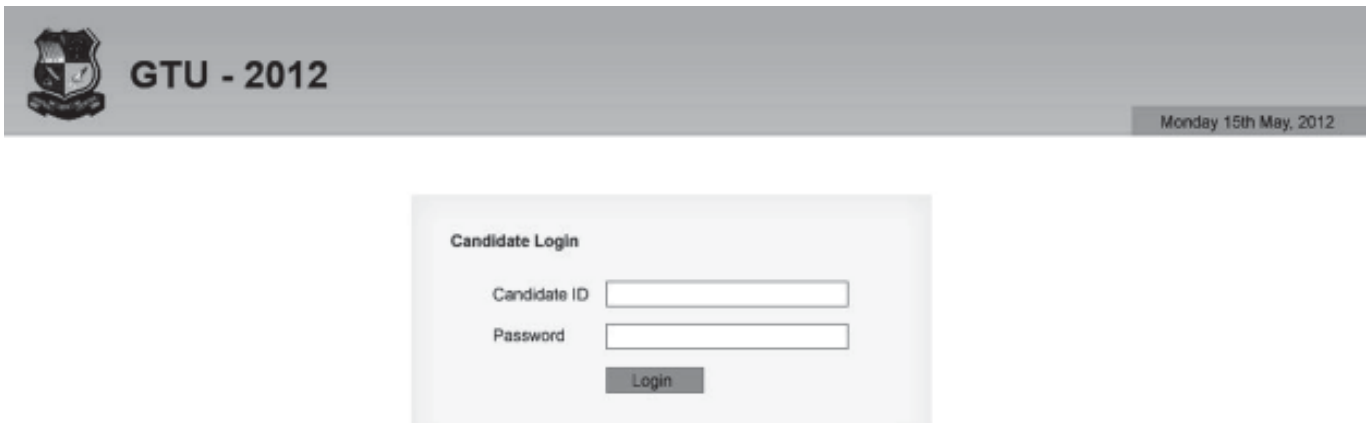 GTU - 2012
Monday 15th May, 2012
Candidate Login
Candidate ID
Password
Login